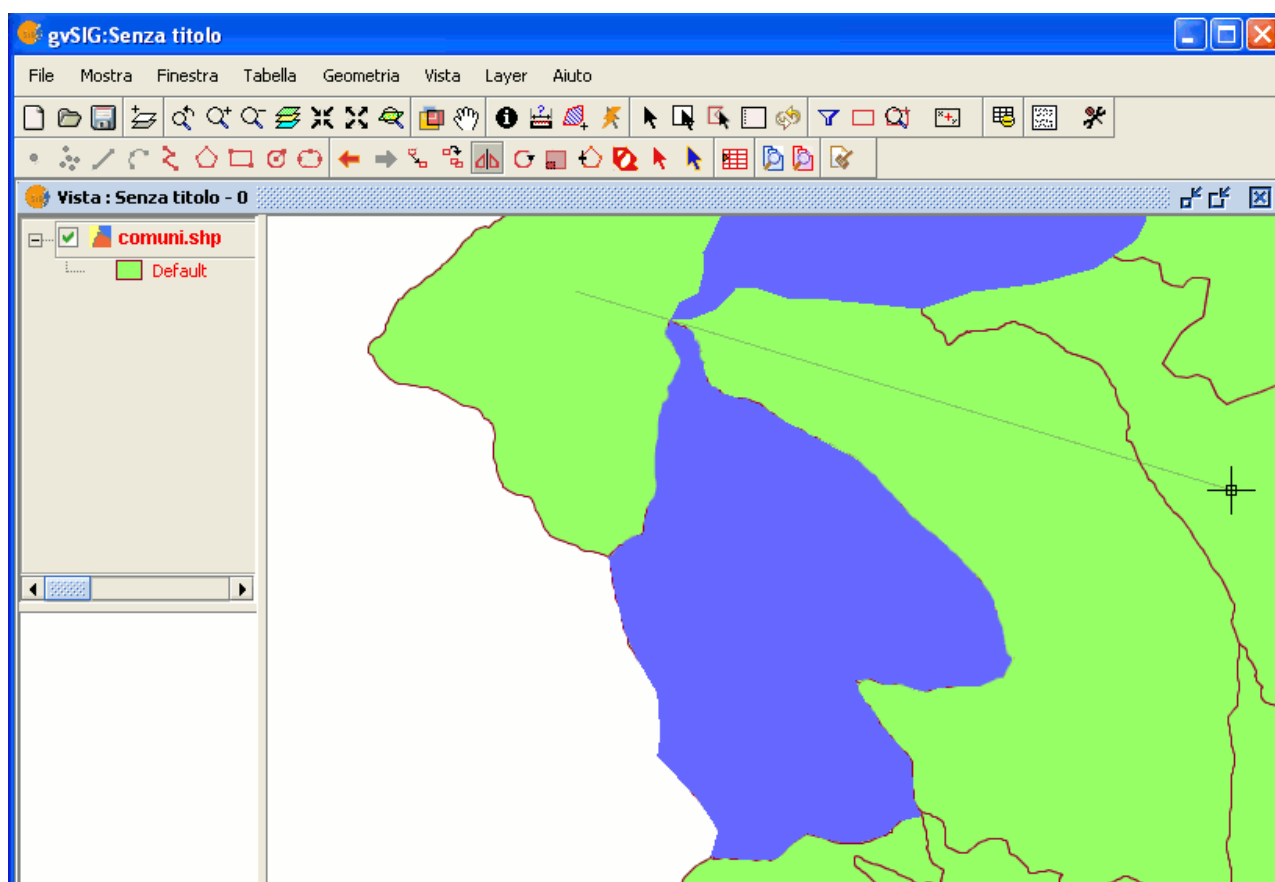 gvSIG:Senza titolo
File Mostra Finestra Tabella Geometria Vista Layer Aiuto
Vista : Senza titolo - 0
comuni.shp
Default